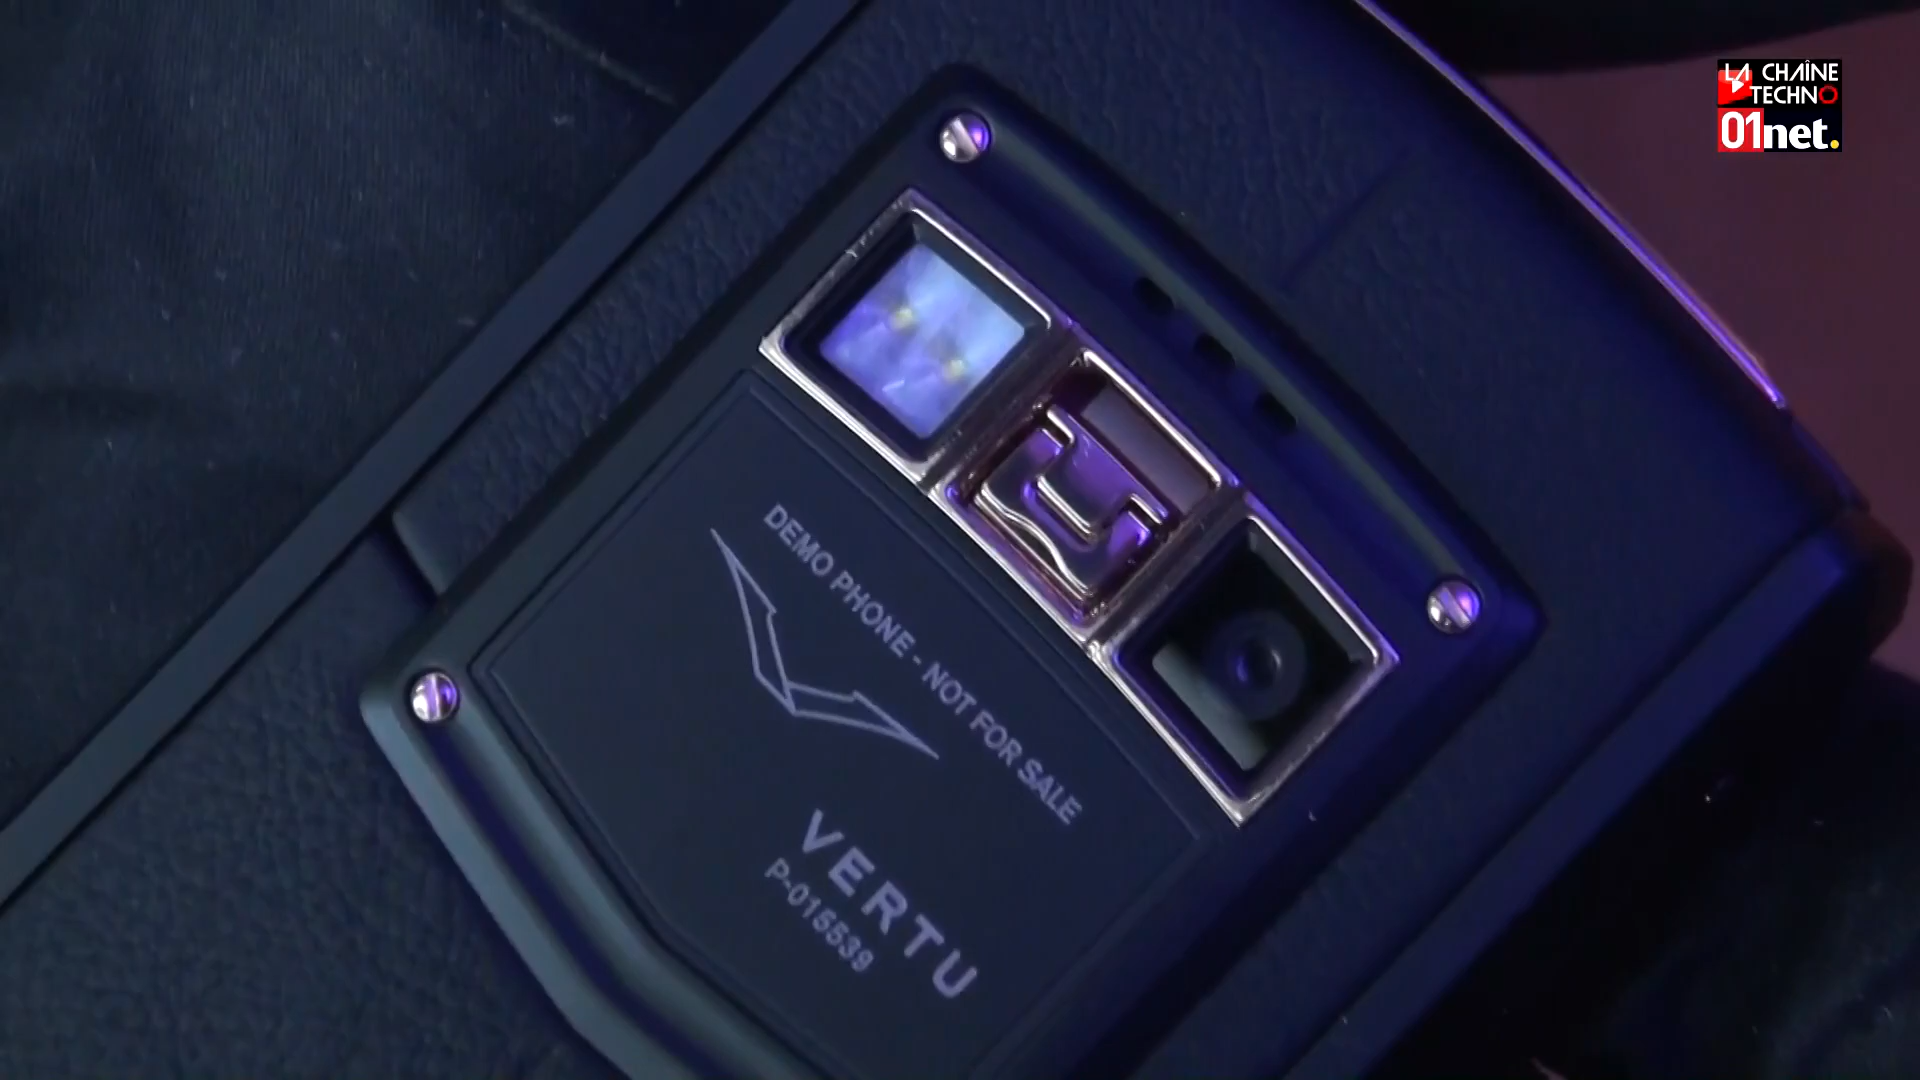 LA CHAÎNE
TECHNO
01net.
DEMO PHONE - NOT FOR SALE
VERTU
P-015539